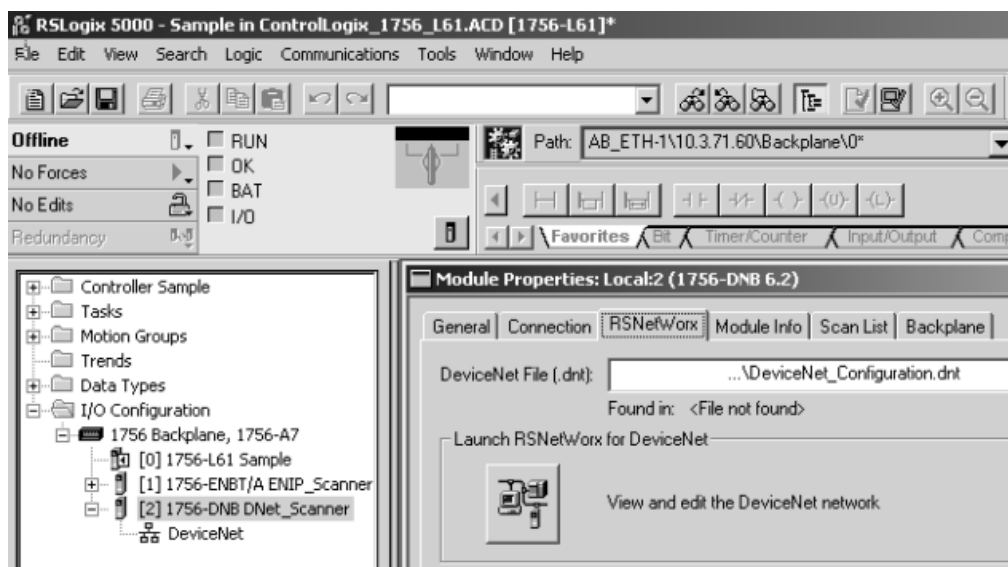 RSLogix 5000 - Sample in ControlLogix_1756_L61.ACD [1756-L61]*
File Edit View Search Logic Communications Tools Window Help
Offline
RUN
Path: AB_ETH-1\10.3.71.60\Backplane\0*
No Forces
OK
No Edits
BAT
Redundancy
I/O
Favorites Bit Timer/Counter Input/Output
Controller Sample
Tasks
Motion Groups
Trends
Data Types
I/O Configuration
1756 Backplane, 1756-A7
[0] 1756-L61 Sample
[1] 1756-ENBT/A ENIP_Scanner
[2] 1756-DNB DNet_Scanner
DeviceNet
Module Properties: Local:2 (1756-DNB 6.2)
General Connection RSNetWorx Module Info Scan List Backplane
DeviceNet File (.dnt): ...\DeviceNet_Configuration.dnt
Found in: <File not found>
Launch RSNetWorx for DeviceNet
View and edit the DeviceNet network